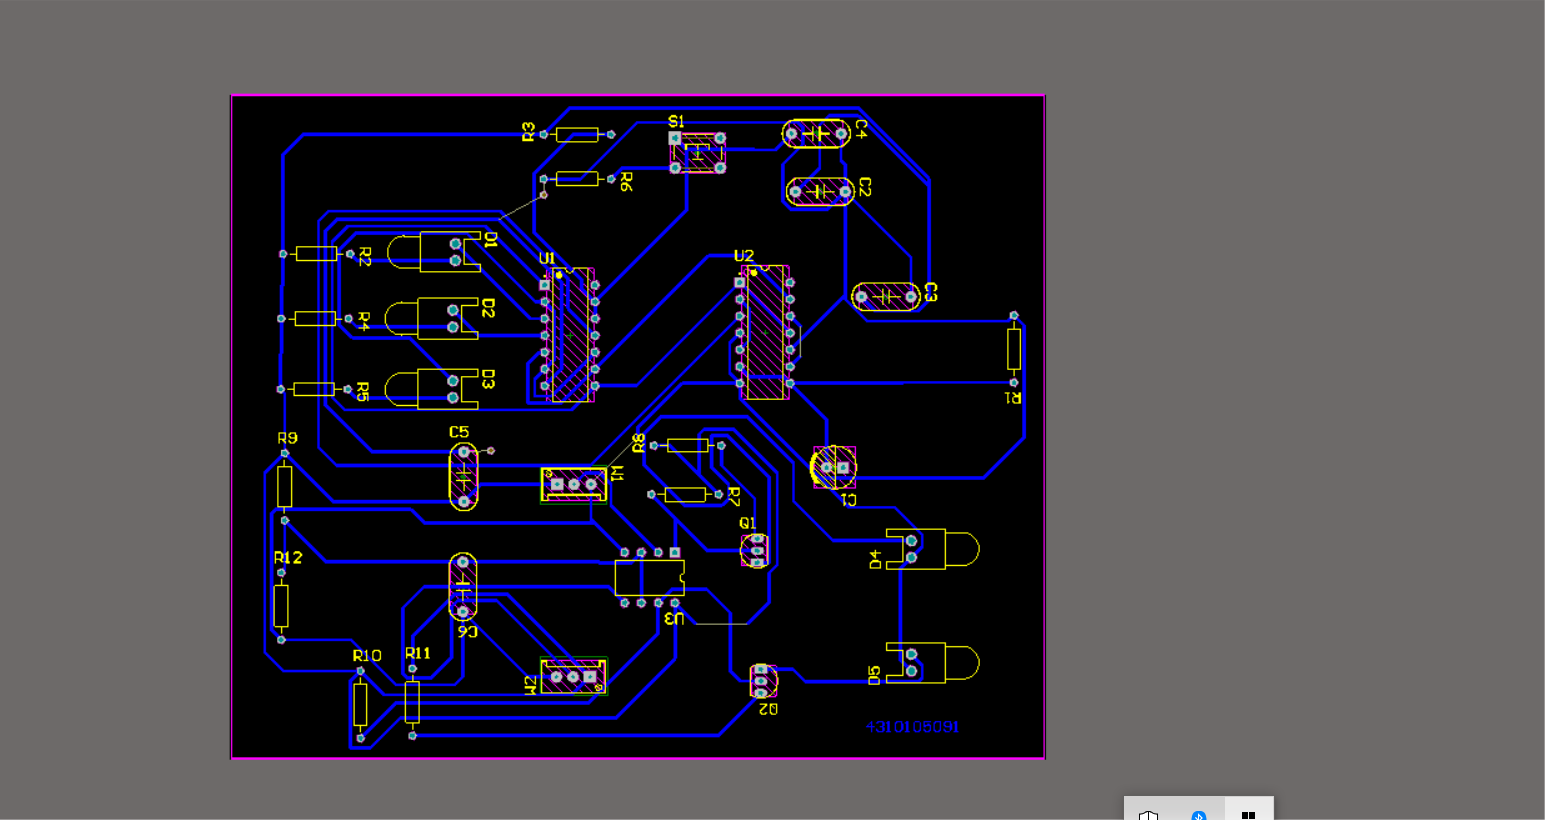 S1
R3
C4
R6
C2
D1
R2
U1
U2
C3
D2
R4
D3
R5
R1
C5
R9
R8
W1
R7
C1
Q1
R12
D4
U3
C6
R10
R11
W2
D5
Q2
4310105091